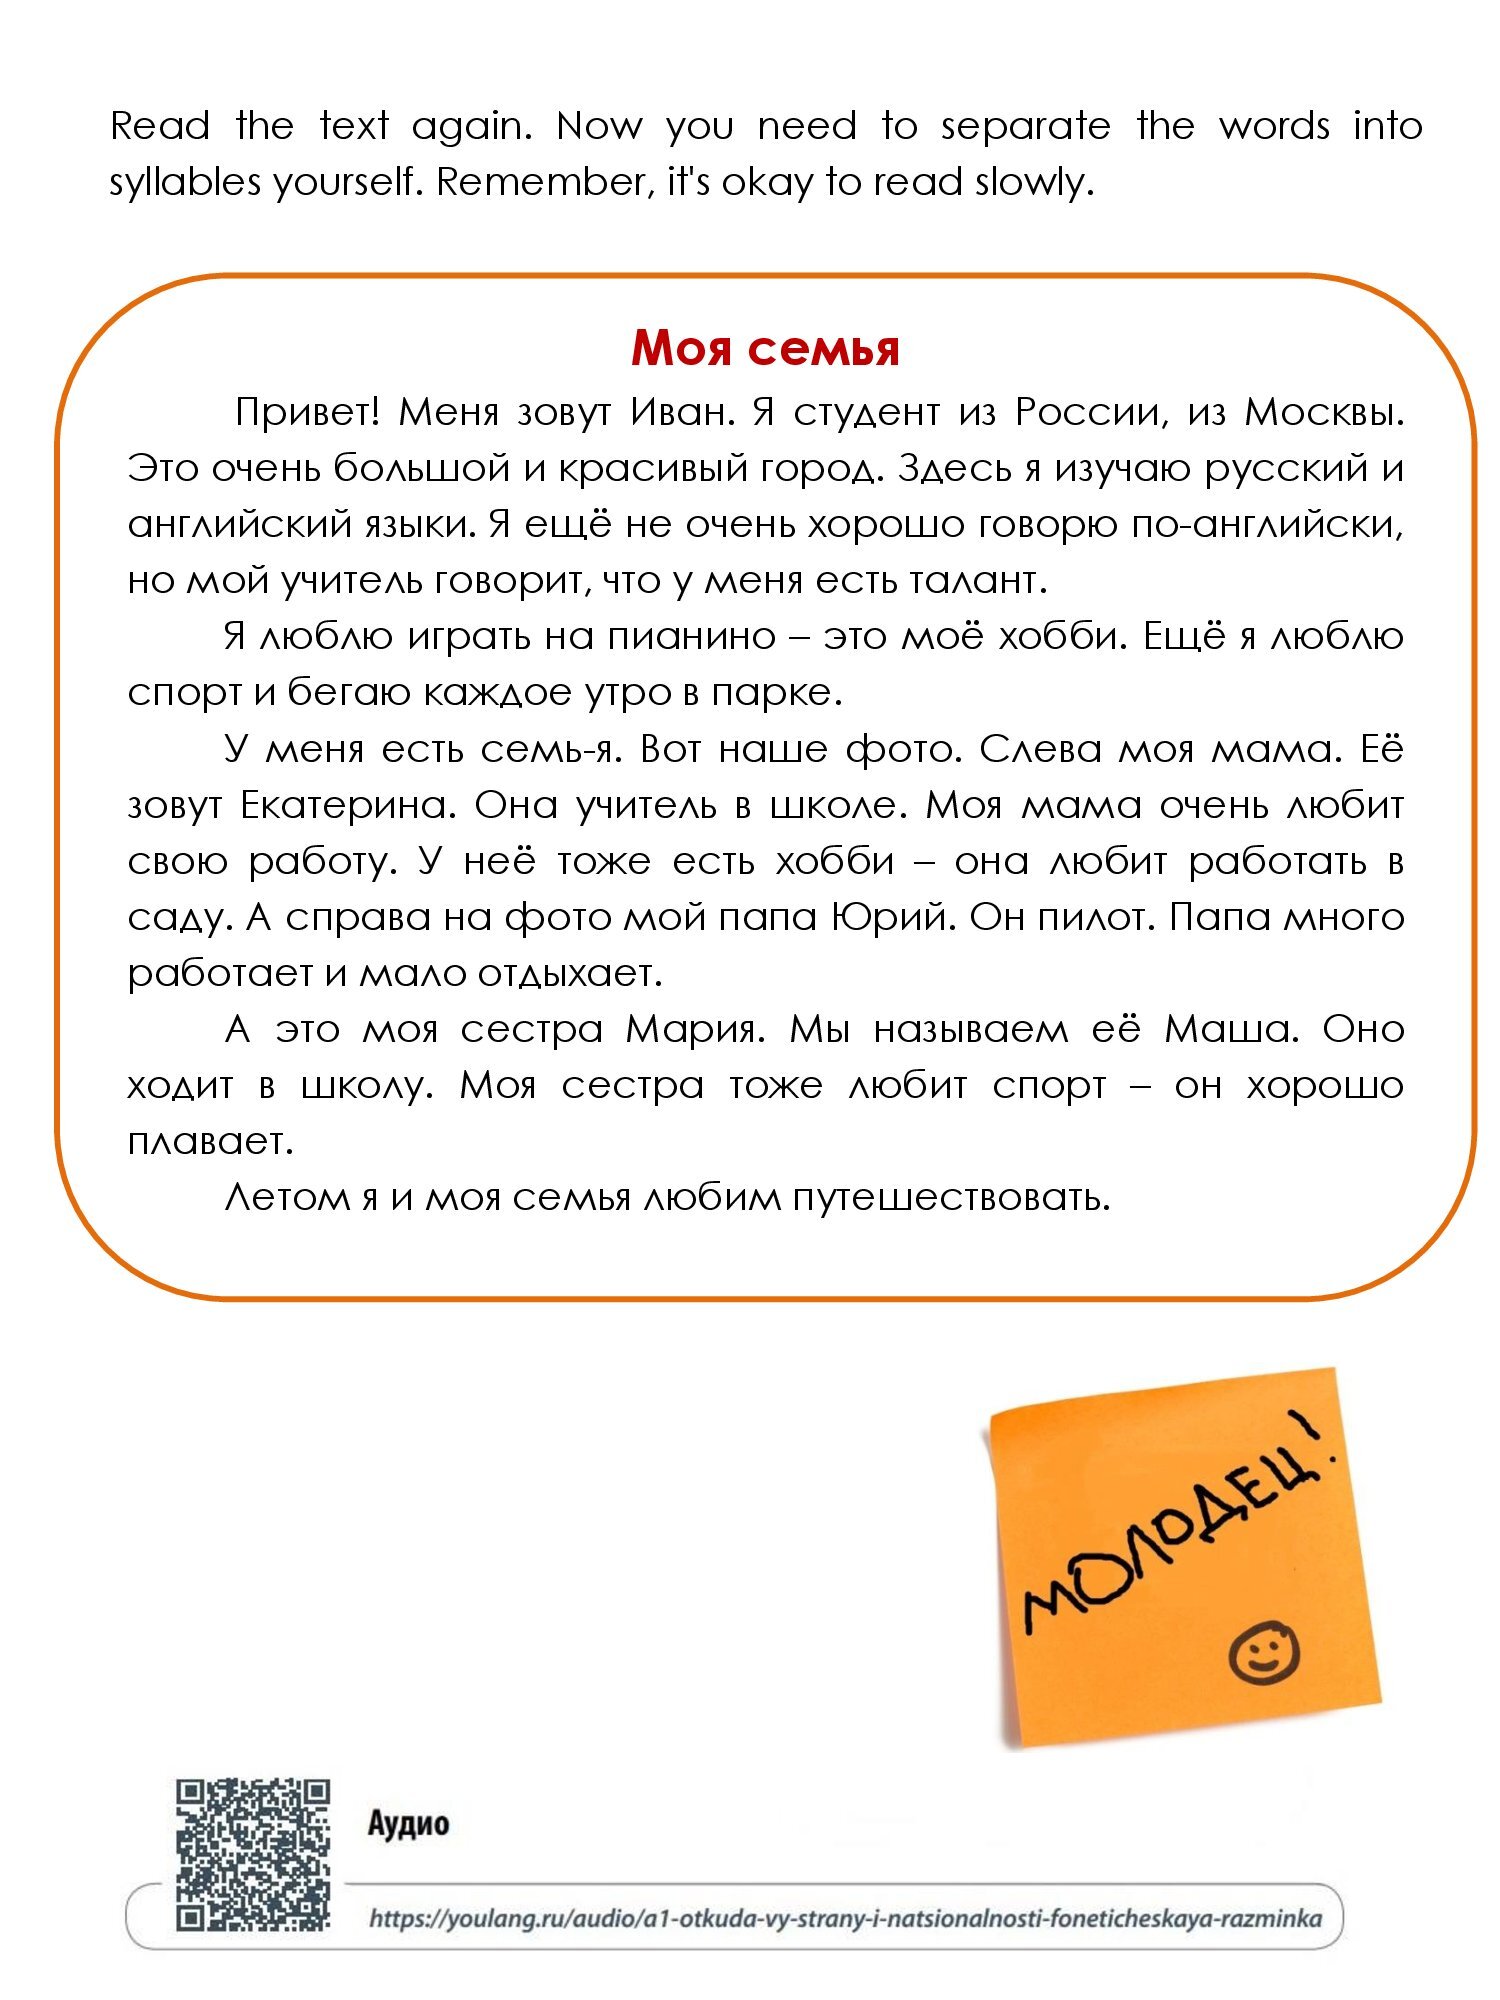 Read the text again. Now you need to separate the words into
syllables yourself. Remember, it's okay to read slowly.
Моя семья
Привет! Меня зовут Иван. Я студент из России, из Москвы.
Это очень большой и красивый город. Здесь я изучаю русский и
английский языки. Я ещё не очень хорошо говорю по-английски,
но мой учитель говорит, что у меня есть талант.
Я люблю играть на пианино – это моё хобби. Ещё я люблю
спорт и бегаю каждое утро в парке.
У меня есть семь-я. Вот наше фото. Слева моя мама. Её
зовут Екатерина. Она учитель в школе. Моя мама очень любит
свою работу. У неё тоже есть хобби – она любит работать в
саду. А справа на фото мой папа Юрий. Он пилот. Папа много
работает и мало отдыхает.
А это моя сестра Мария. Мы называем её Маша. Оно
ходит в школу. Моя сестра тоже любит спорт – он хорошо
плавает.
Летом я и моя семья любим путешествовать.
МОЛОДЕЦ!
Аудио
https://youlang.ru/audio/a1-otkuda-vy-strany-i-natsionalnosti-foneticheskaya-razminka